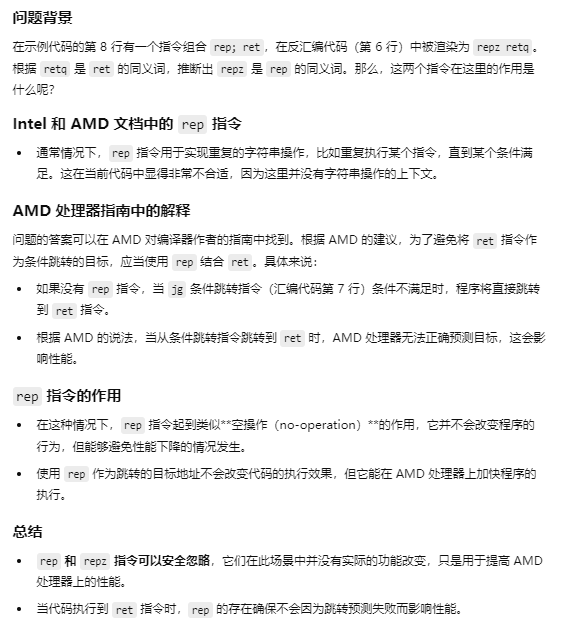 问题背景
在示例代码的第 8 行有一个指令组合 rep; ret，在反汇编代码（第 6 行）中被渲染为 repz retq。
根据 retq 是 ret 的同义词，推断出 repz 是 rep 的同义词。那么，这两个指令在这里的作用是
什么呢？
Intel 和 AMD 文档中的 rep 指令
• 通常情况下，rep 指令用于实现重复的字符串操作，比如重复执行某个指令，直到某个条件满
足。这在当前代码中显得非常不合适，因为这里并没有字符串操作的上下文。
AMD 处理器指南中的解释
问题的答案可以在 AMD 对编译器作者的指南中找到。根据 AMD 的建议，为了避免将 ret 指令作
为条件跳转的目标，应当使用 rep 结合 ret。具体来说：
• 如果没有 rep 指令，当 jg 条件跳转指令（汇编代码第 7 行）条件不满足时，程序将直接跳转
到 ret 指令。
• 根据 AMD 的说法，当从条件跳转指令跳转到 ret 时，AMD 处理器无法正确预测目标，这会影
响性能。
rep 指令的作用
• 在这种情况下，rep 指令起到类似**空操作（no-operation）**的作用，它并不会改变程序的
行为，但能够避免性能下降的情况发生。
• 使用 rep 作为跳转的目标地址不会改变代码的执行效果，但它能在 AMD 处理器上加快程序的
执行。
总结
• rep 和 repz 指令可以安全忽略，它们在此场景中并没有实际的功能改变，只是用于提高 AMD
处理器上的性能。
• 当代码执行到 ret 指令时，rep 的存在确保不会因为跳转预测失败而影响性能。